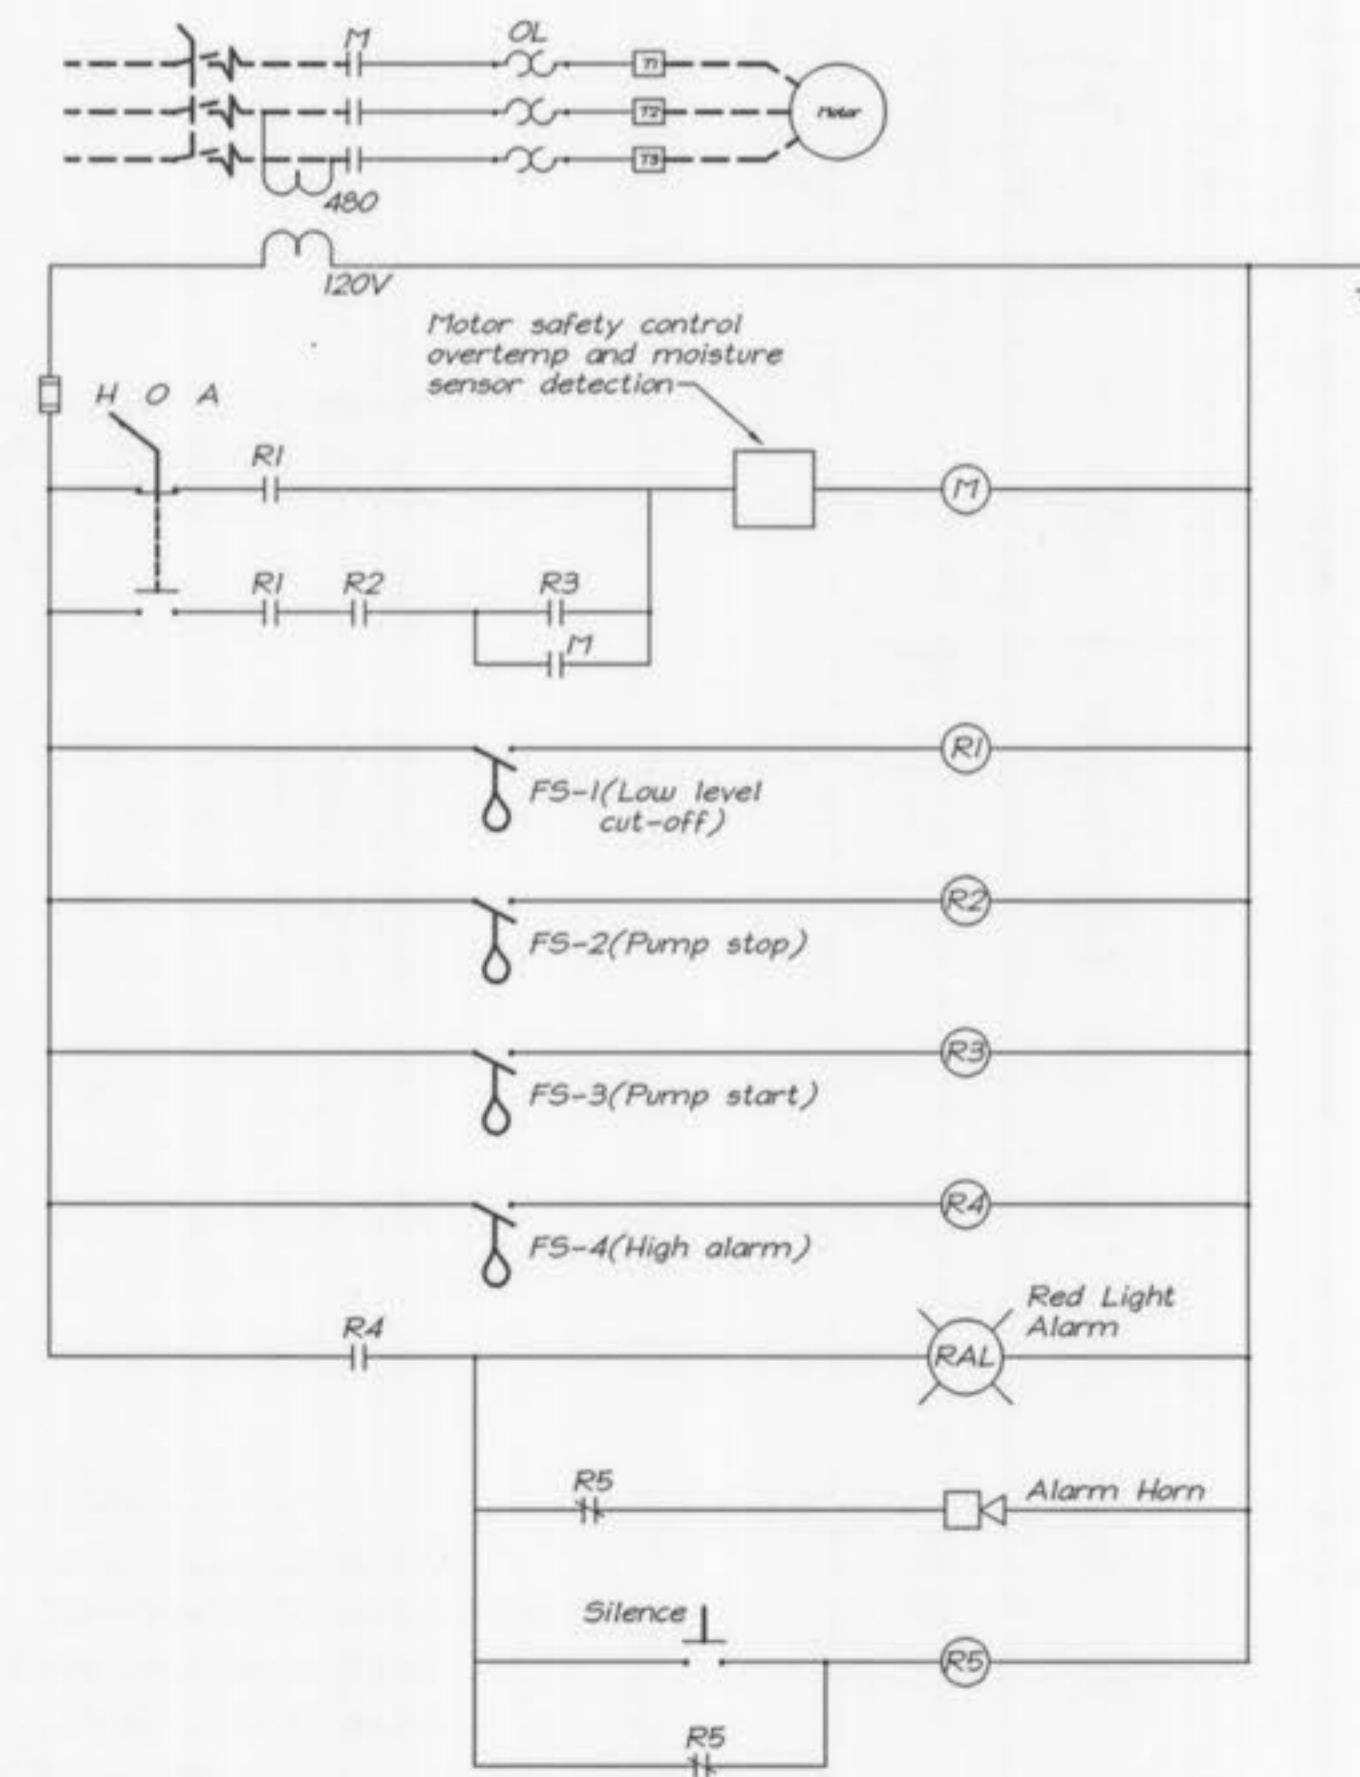 M
OL
T1
T2
Motor
T3
480
120V
Motor safety control
overtemp and moisture
sensor detection
H O A
R1
M
R1
R2
R3
M
R1
FS-1(Low level
cut-off)
R2
FS-2(Pump stop)
R3
FS-3(Pump start)
R4
FS-4(High alarm)
Red Light
Alarm
R4
RAL
R5
Alarm Horn
Silence
R5
R5